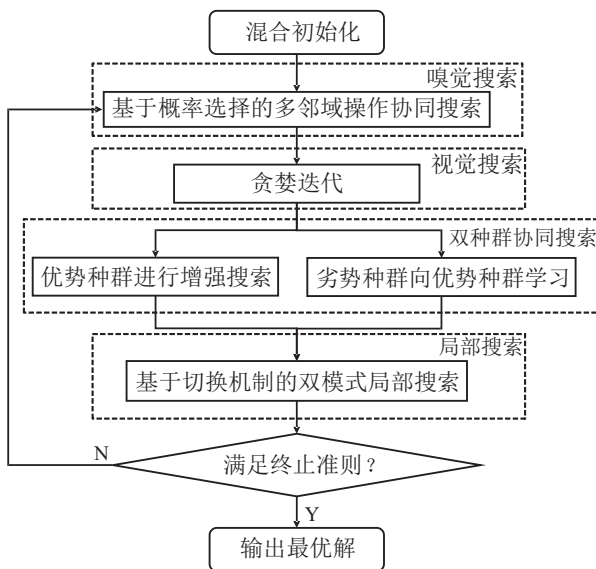 混合初始化
嗅觉搜索
基于概率选择的多邻域操作协同搜索
视觉搜索
贪婪迭代
双种群协同搜索
优势种群进行增强搜索
劣势种群向优势种群学习
局部搜索
基于切换机制的双模式局部搜索
N
满足终止准则？
Y
输出最优解